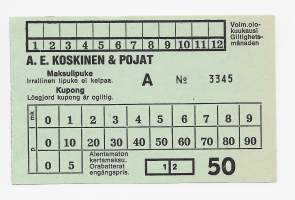 Voim.olo-
kuukausi
Giltighets-
månaden
1 2 3 4 5 6 7 8 9 10 11 12
A. E. KOSKINEN & POJAT
Maksulipuke
Irrallinen lipuke ei kelpaa.
A № 3345
Kupong
Lösgjord kupong är ogiltig.
mk 0 1 2 3 4 5 6 7 8 9
p 0 10 20 30 40 50 60 70 80 90
0 5
Alentamaton
kertamaksu.
Orabatterat
engångspris.
1 2
50